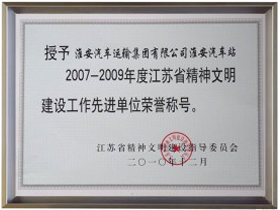 授予 淮安汽车运输集团有限公司淮安汽车站
2007-2009年度江苏省精神文明
建设工作先进单位荣誉称号。
江苏省精神文明建设指导委员会
二〇一〇年十二月